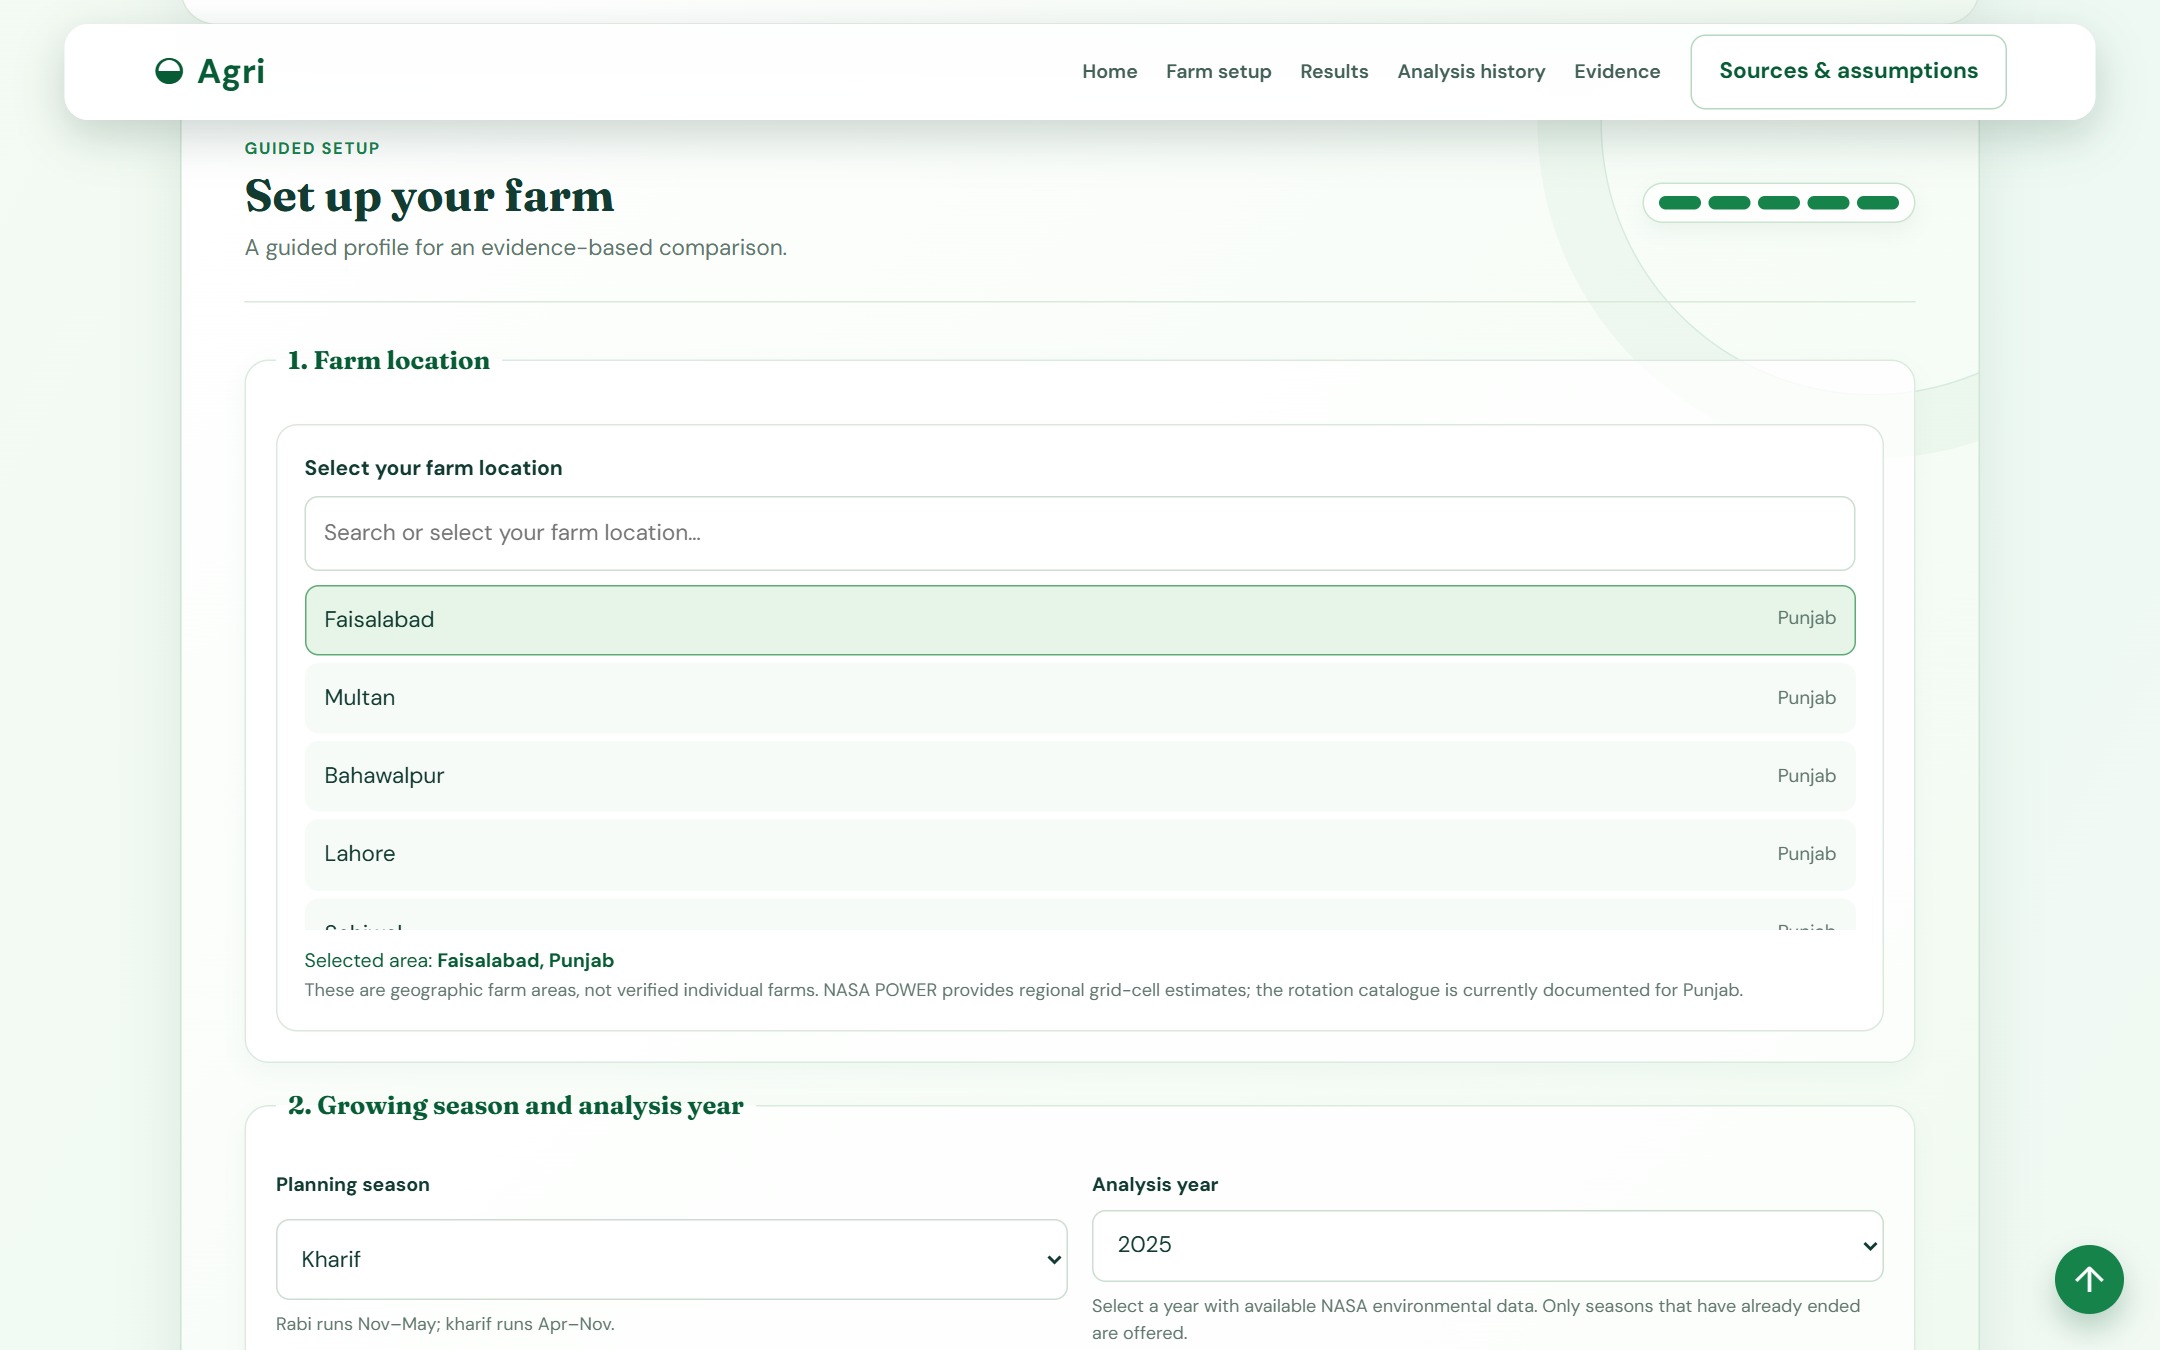 Agri
Home
Farm setup
Results
Analysis history
Evidence
Sources & assumptions
GUIDED SETUP
Set up your farm
A guided profile for an evidence-based comparison.
1. Farm location
Select your farm location
Search or select your farm location...
Faisalabad
Punjab
Multan
Punjab
Bahawalpur
Punjab
Lahore
Punjab
Selected area: Faisalabad, Punjab
These are geographic farm areas, not verified individual farms. NASA POWER provides regional grid-cell estimates; the rotation catalogue is currently documented for Punjab.
2. Growing season and analysis year
Planning season
Kharif
Rabi runs Nov–May; kharif runs Apr–Nov.
Analysis year
2025
Select a year with available NASA environmental data. Only seasons that have already ended
are offered.